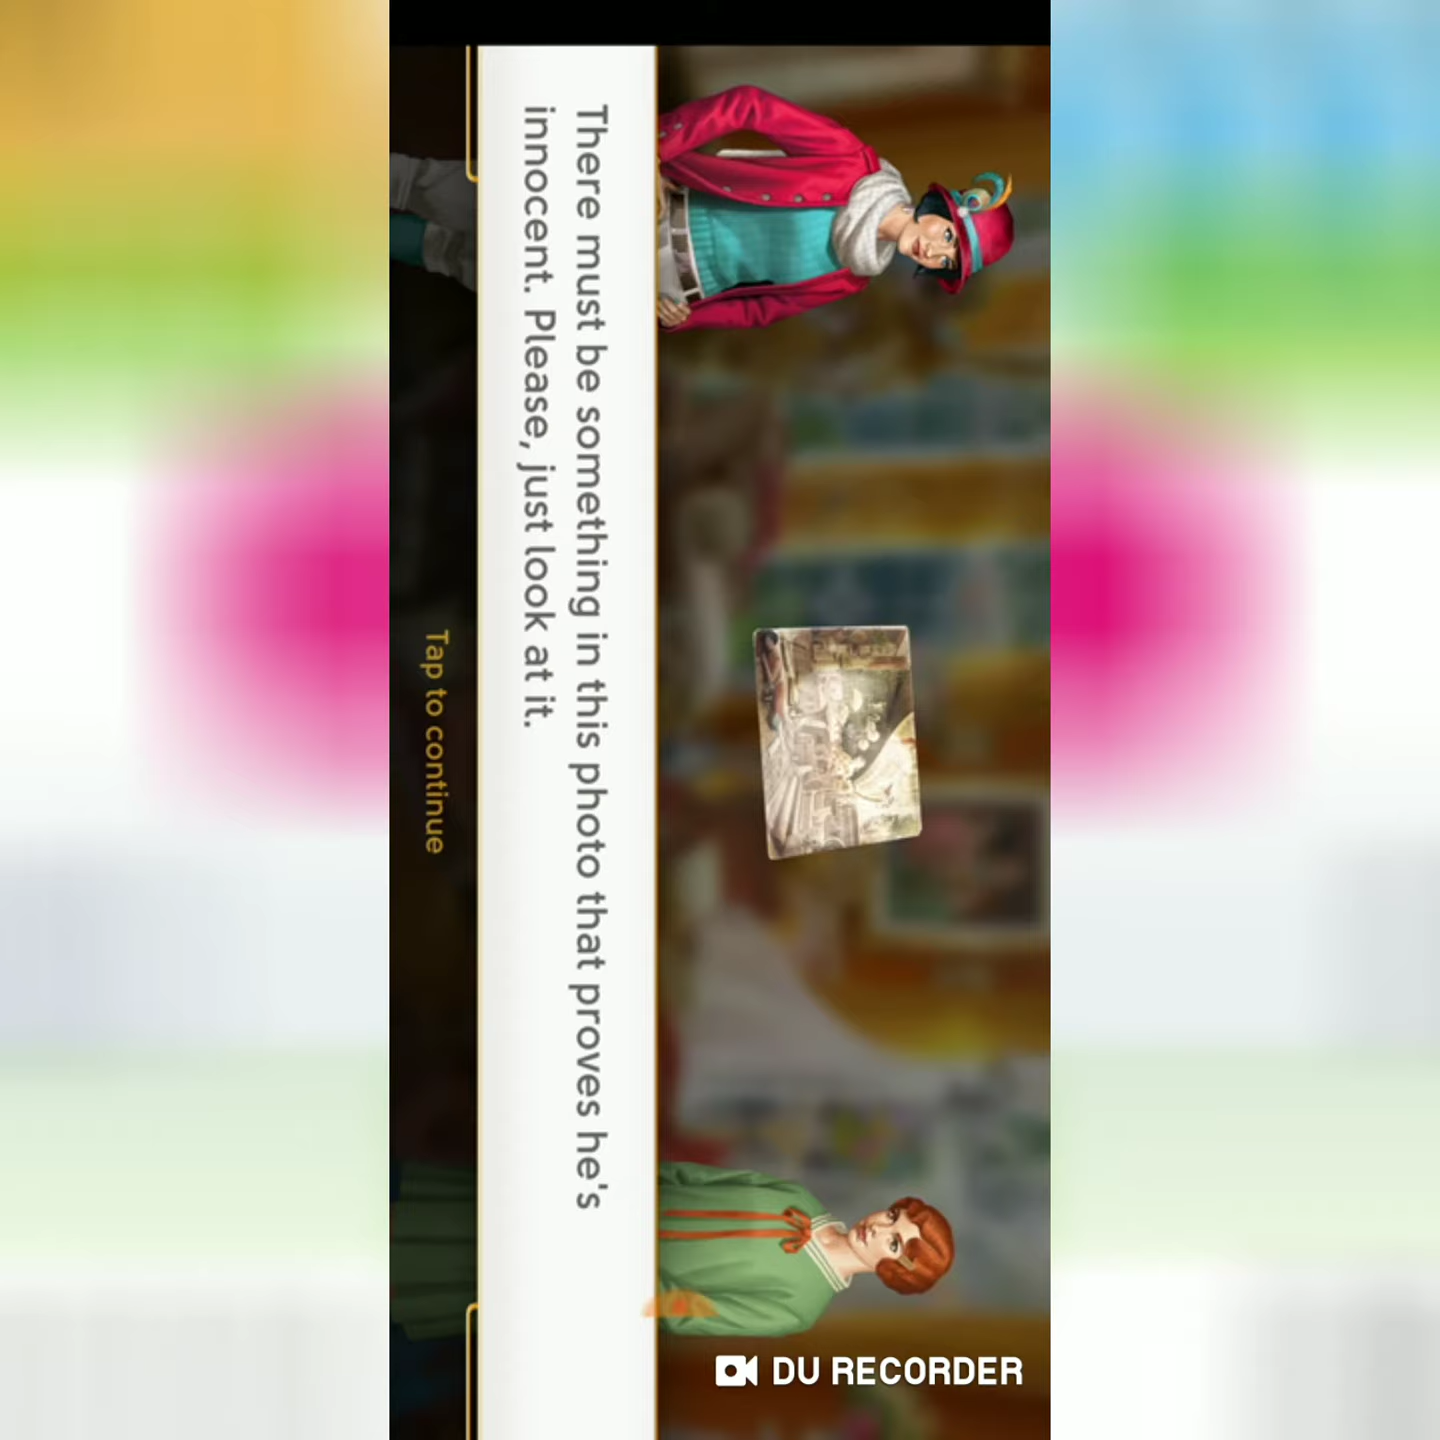 There must be something in this photo that proves he's
innocent. Please, just look at it.
Tap to continue
DU RECORDER